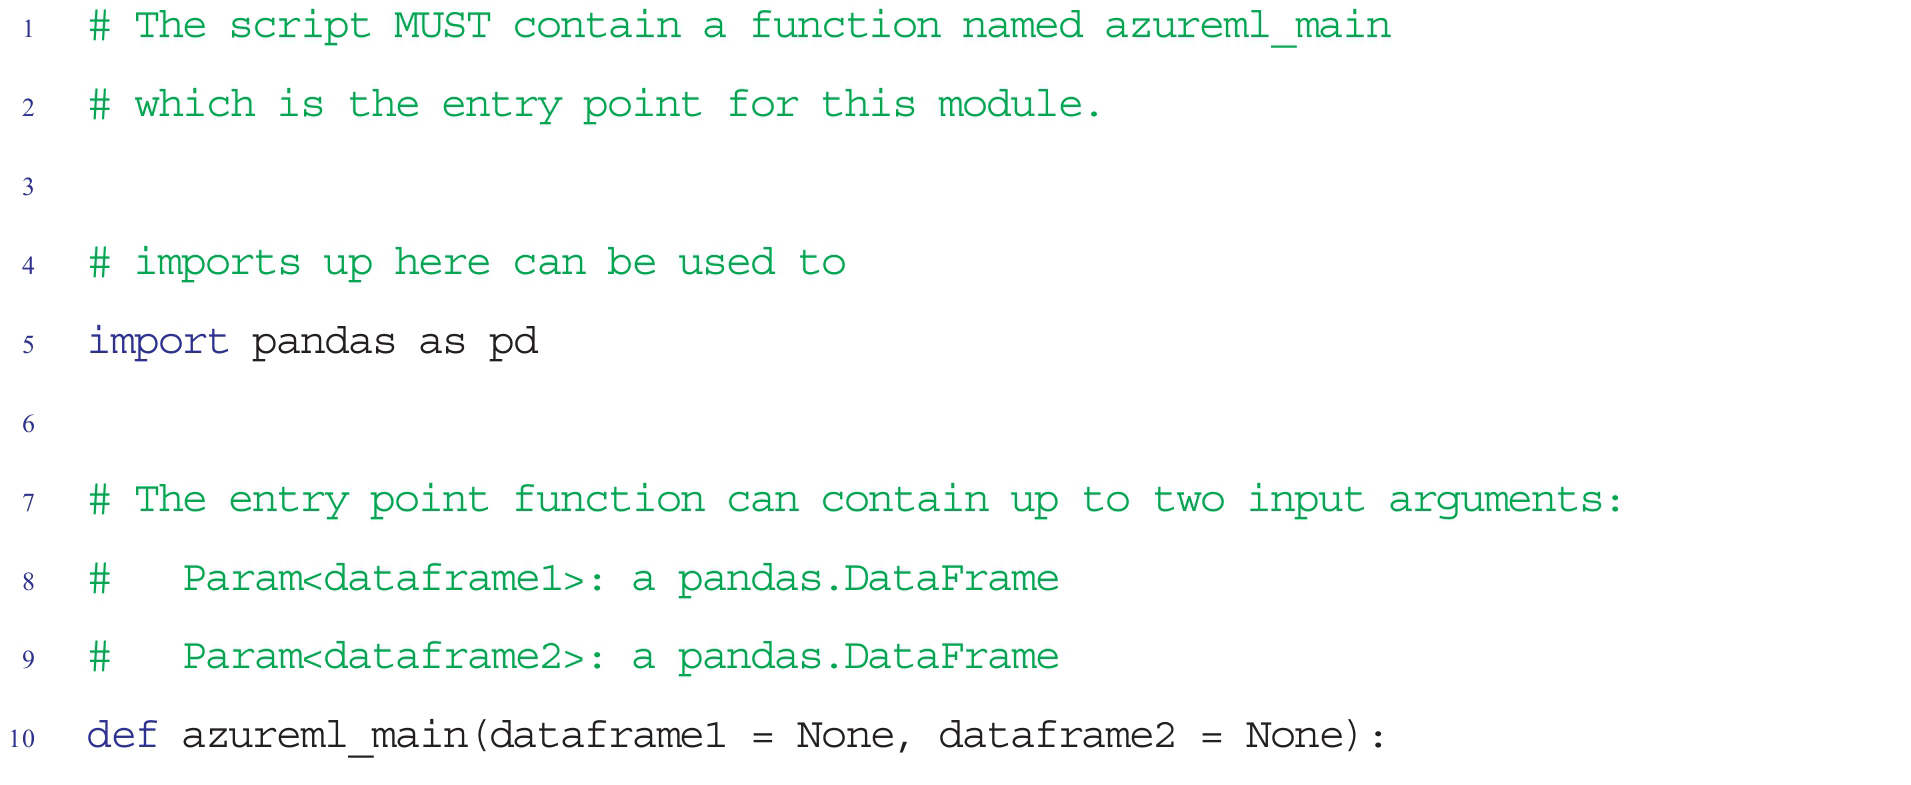 1 # The script MUST contain a function named azureml_main
2 # which is the entry point for this module.
3
4 # imports up here can be used to
5 import pandas as pd
6
7 # The entry point function can contain up to two input arguments:
8 #   Param<dataframe1>: a pandas.DataFrame
9 #   Param<dataframe2>: a pandas.DataFrame
10 def azureml_main(dataframe1 = None, dataframe2 = None):